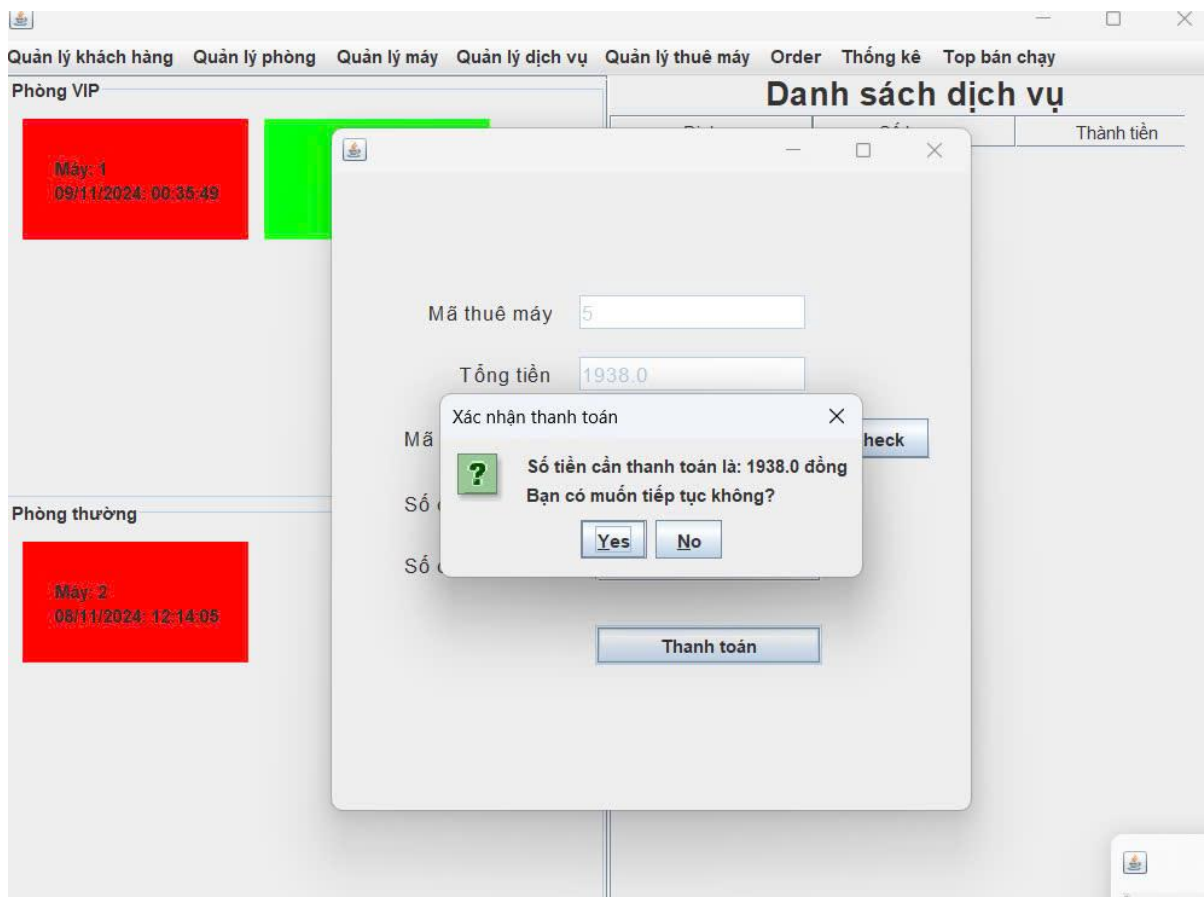 Quản lý khách hàng Quản lý phòng Quản lý máy Quản lý dịch vụ Quản lý thuê máy Order Thống kê Top bán chạy
Phòng VIP
Máy: 1
09/11/2024: 00:35:49
Phòng thường
Máy: 2
08/11/2024: 12:14:05
Danh sách dịch vụ
Thành tiền
Mã thuê máy 5
Tổng tiền 1938.0
Mã
heck
Số
Số
Thanh toán
Xác nhận thanh toán
Số tiền cần thanh toán là: 1938.0 đồng
Bạn có muốn tiếp tục không?
Yes No